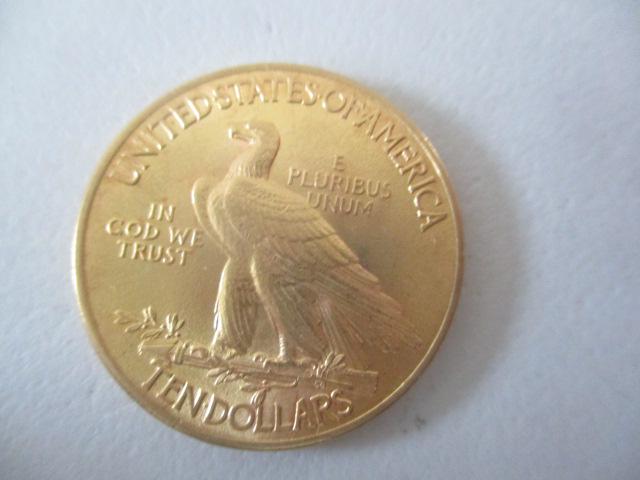 UNITED·STATES·OF·AMERICA
E
PLURIBUS
UNUM
IN
GOD WE
TRUST
TEN·DOLLARS